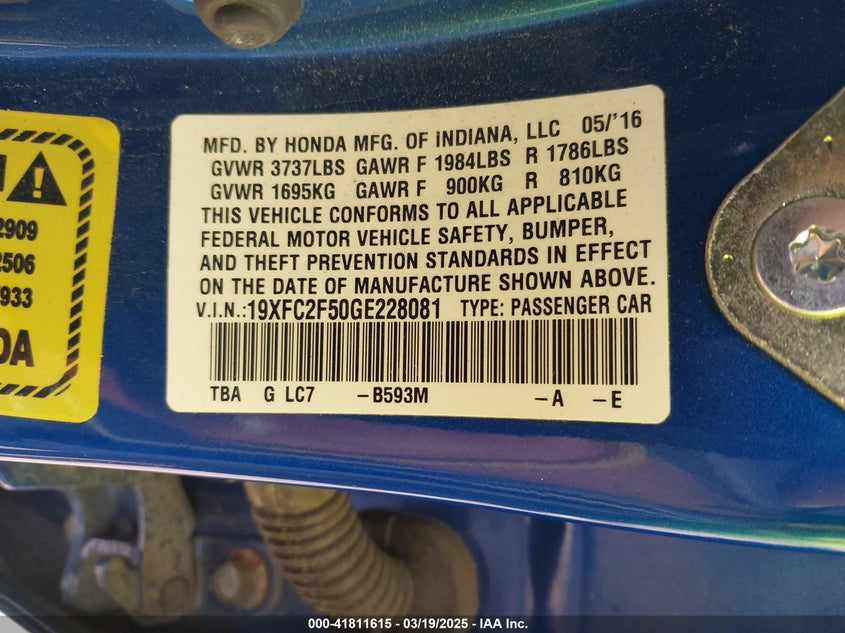 MFD. BY HONDA MFG. OF INDIANA, LLC 05/'16
GVWR 3737LBS GAWR F 1984LBS R 1786LBS
GVWR 1695KG GAWR F 900KG R 810KG
THIS VEHICLE CONFORMS TO ALL APPLICABLE
FEDERAL MOTOR VEHICLE SAFETY, BUMPER,
AND THEFT PREVENTION STANDARDS IN EFFECT
ON THE DATE OF MANUFACTURE SHOWN ABOVE.
V.I.N.:19XFC2F50GE228081 TYPE: PASSENGER CAR
TBA G LC7 -B593M -A -E
2909
2506
7933
DA
000-41811615 - 03/19/2025 - IAA Inc.